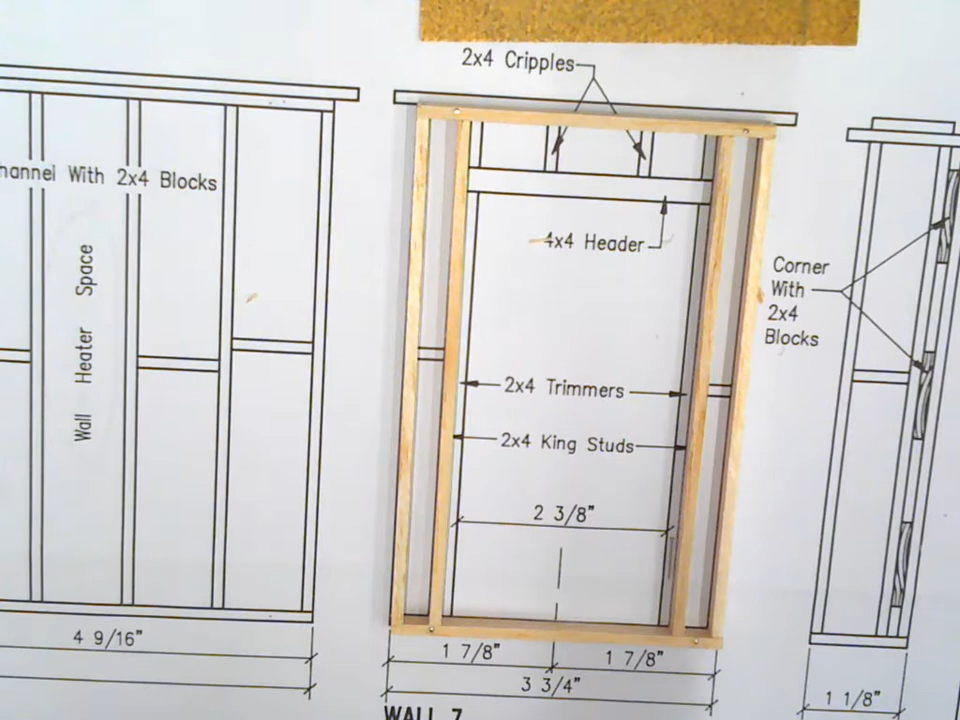 2x4 Cripples
hannel With 2x4 Blocks
4x4 Header
Wall Heater Space
Corner
With
2x4
Blocks
2x4 Trimmers
2x4 King Studs
2 3/8"
4 9/16"
1 7/8"
1 7/8"
3 3/4"
1 1/8"
WALL 7